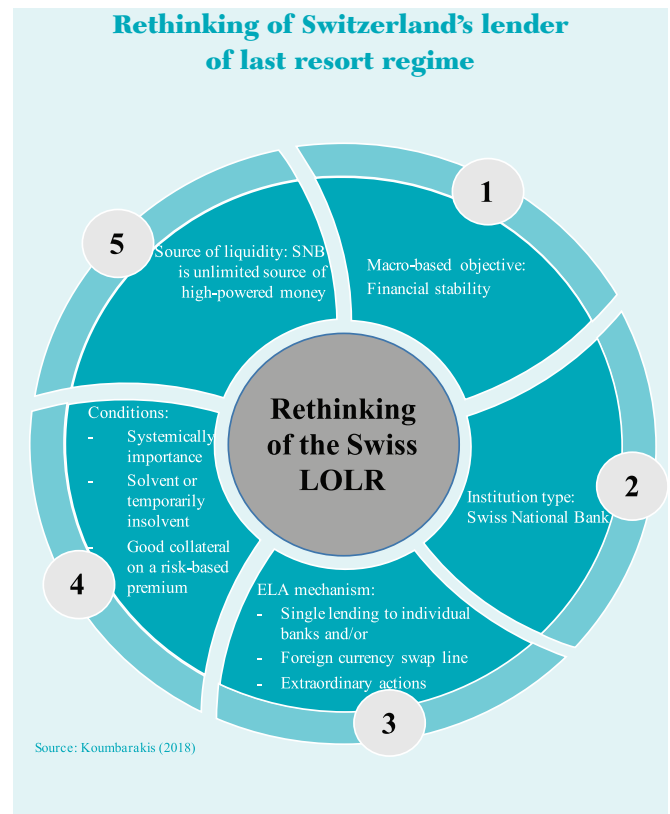 Rethinking of Switzerland's lender
of last resort regime
1
Macro-based objective:
Financial stability
2
Institution type:
Swiss National Bank
3
ELA mechanism:
- Single lending to individual
banks and/or
- Foreign currency swap line
- Extraordinary actions
4
Conditions:
- Systemically
importance
- Solvent or
temporarily
insolvent
- Good collateral
on a risk-based
premium
5
Source of liquidity: SNB
is unlimited source of
high-powered money
Rethinking
of the Swiss
LOLR
Source: Koumbarakis (2018)